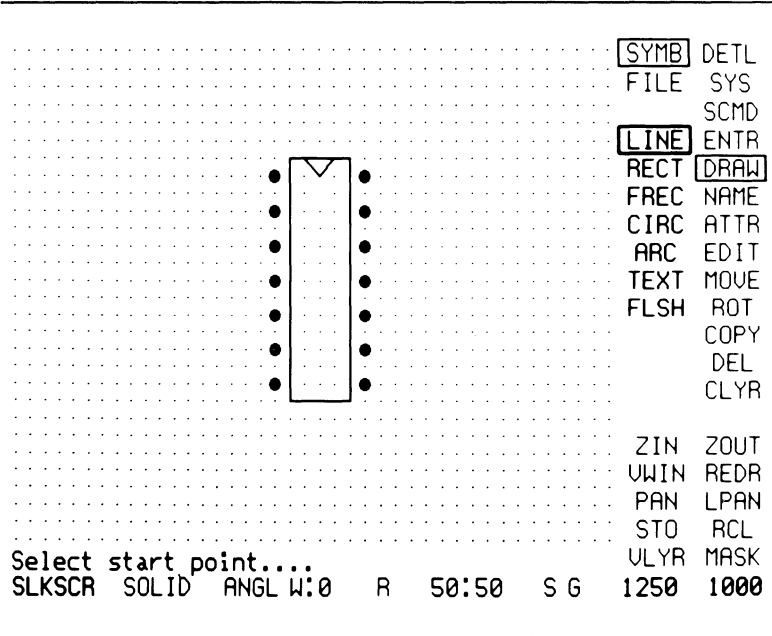 SYMB DETL
FILE SYS
SCMD
LINE ENTR
RECT DRAW
FREC NAME
CIRC ATTR
ARC EDIT
TEXT MOVE
FLSH ROT
COPY
DEL
CLYR
ZIN ZOUT
VWIN REDR
PAN LPAN
STO RCL
VLYR MASK
Select start point....
SLKSCR SOLID ANGL W:0 R 50:50 S G 1250 1000